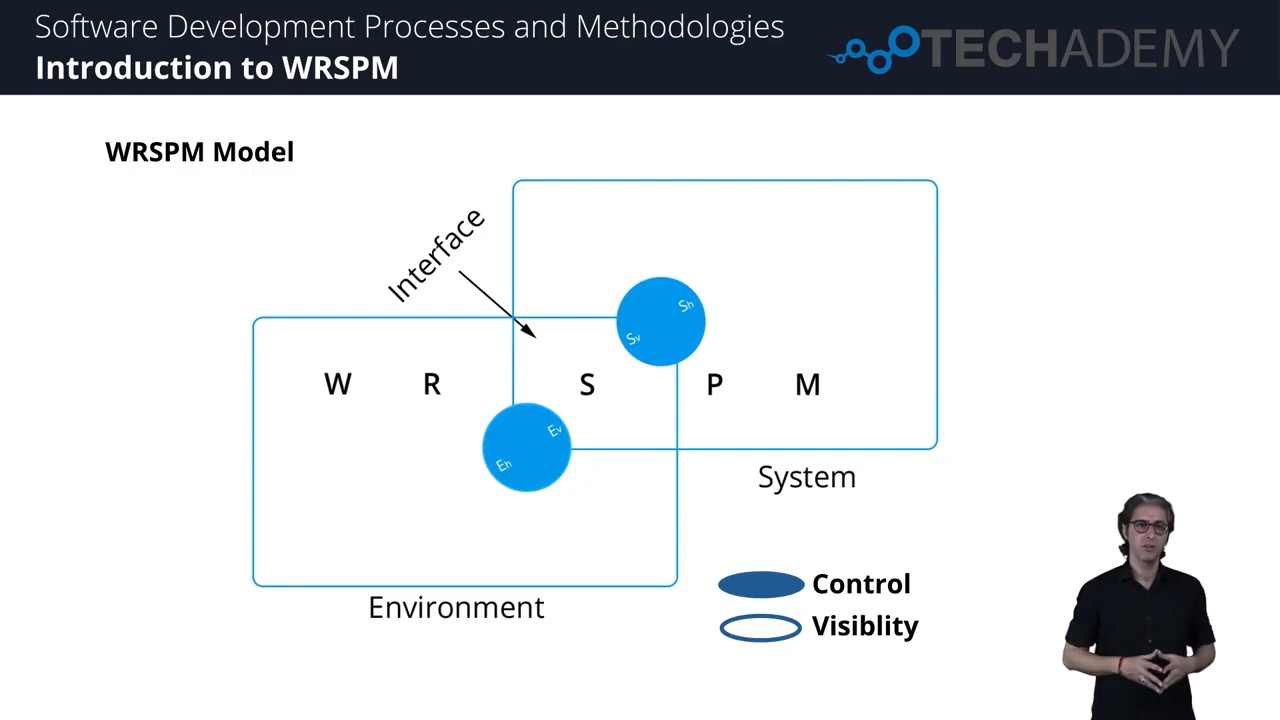 Software Development Processes and Methodologies
TECHADEMY
Introduction to WRSPM
WRSPM Model
Interface
Sh
Sv
W R S P M
Ev
Eh
System
Environment
Control
Visiblity